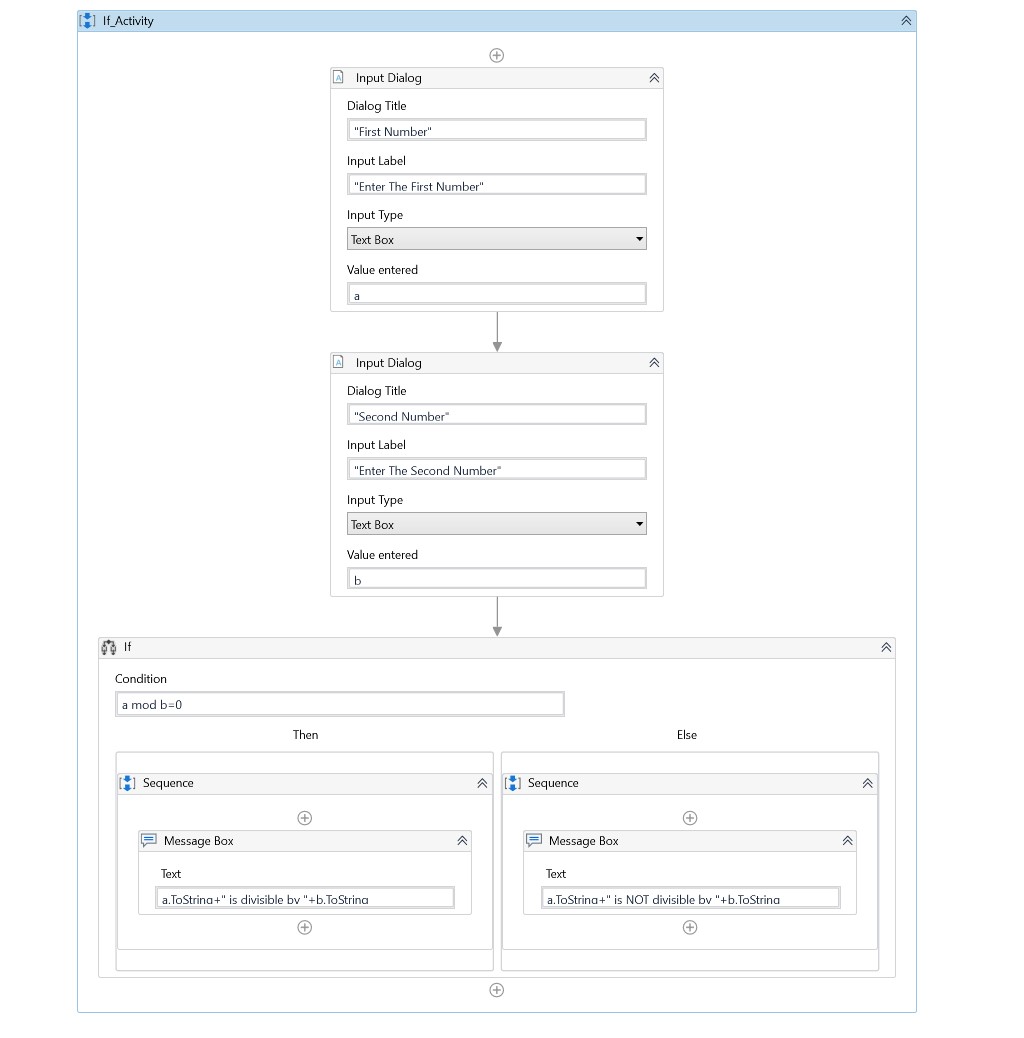 If_Activity
Input Dialog
Dialog Title
"First Number"
Input Label
"Enter The First Number"
Input Type
Text Box
Value entered
a
Input Dialog
Dialog Title
"Second Number"
Input Label
"Enter The Second Number"
Input Type
Text Box
Value entered
b
If
Condition
a mod b=0
Then
Else
Sequence
Sequence
Message Box
Message Box
Text
Text
a.ToString+" is divisible by "+b.ToString
a.ToString+" is NOT divisible by "+b.ToString